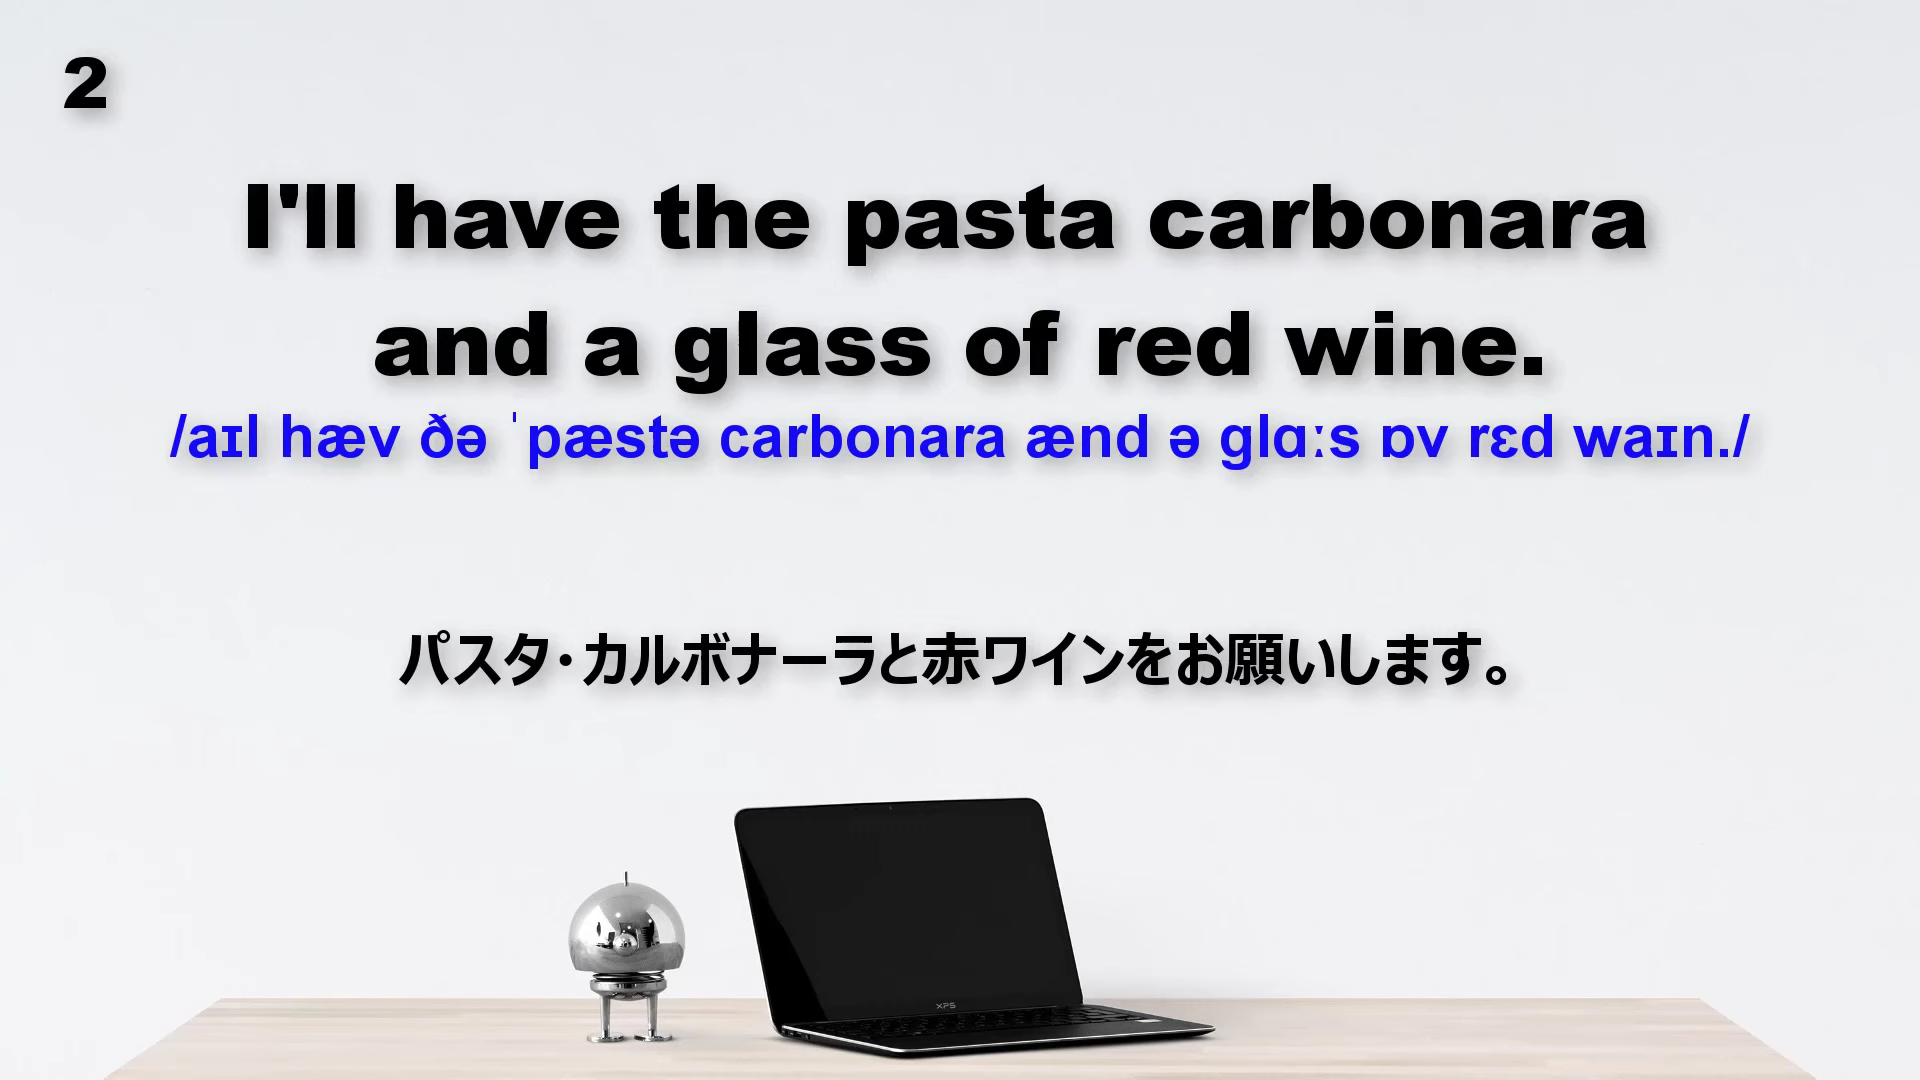 2
I'll have the pasta carbonara
and a glass of red wine.
/aɪl hæv ðə ˈpæstə carbonara ænd ə glɑːs ɒv rɛd waɪn./
パスタ・カルボナーラと赤ワインをお願いします。
XPS